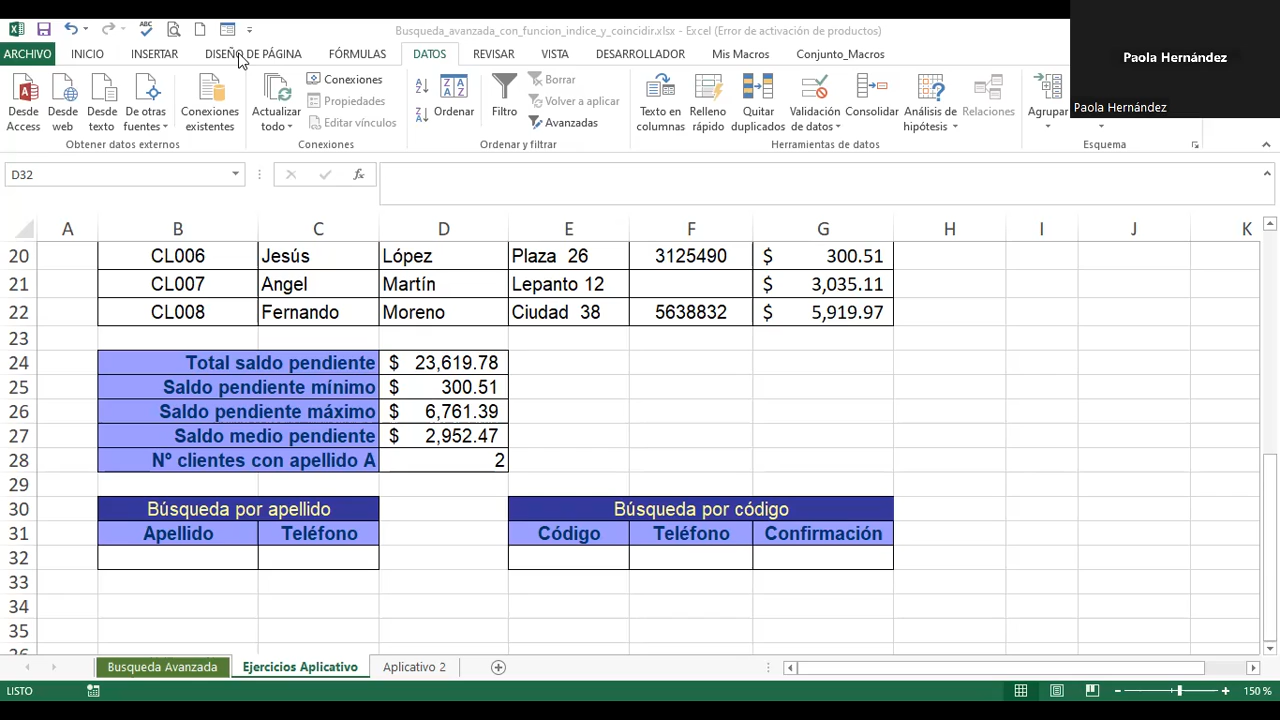 Busqueda_avanzada_con_funcion_indice_y_coincidir.xlsx - Excel (Error de activación de productos)
ARCHIVO INICIO INSERTAR DISEÑO DE PÁGINA FÓRMULAS DATOS REVISAR VISTA DESARROLLADOR Mis Macros Conjunto_Macros
Paola Hernández
Paola Hernández
Desde Access
Desde web
Desde texto
De otras fuentes
Obtener datos externos
Conexiones existentes
Actualizar todo
Conexiones
Propiedades
Editar vínculos
Conexiones
Ordenar
Filtro
Borrar
Volver a aplicar
Avanzadas
Ordenar y filtrar
Texto en columnas
Relleno rápido
Quitar duplicados
Validación de datos
Consolidar
Análisis de hipótesis
Relaciones
Herramientas de datos
Agrupar
Esquema
D32 fx
A B C D E F G H I J K
20 CL006 Jesús López Plaza 26 3125490 $ 300.51
21 CL007 Angel Martín Lepanto 12 $ 3,035.11
22 CL008 Fernando Moreno Ciudad 38 5638832 $ 5,919.97
23
24 Total saldo pendiente $ 23,619.78
25 Saldo pendiente mínimo $ 300.51
26 Saldo pendiente máximo $ 6,761.39
27 Saldo medio pendiente $ 2,952.47
28 Nº clientes con apellido A 2
29
30 Búsqueda por apellido Búsqueda por código
31 Apellido Teléfono Código Teléfono Confirmación
32
33
34
35
Busqueda Avanzada Ejercicios Aplicativo Aplicativo 2
LISTO 150 %